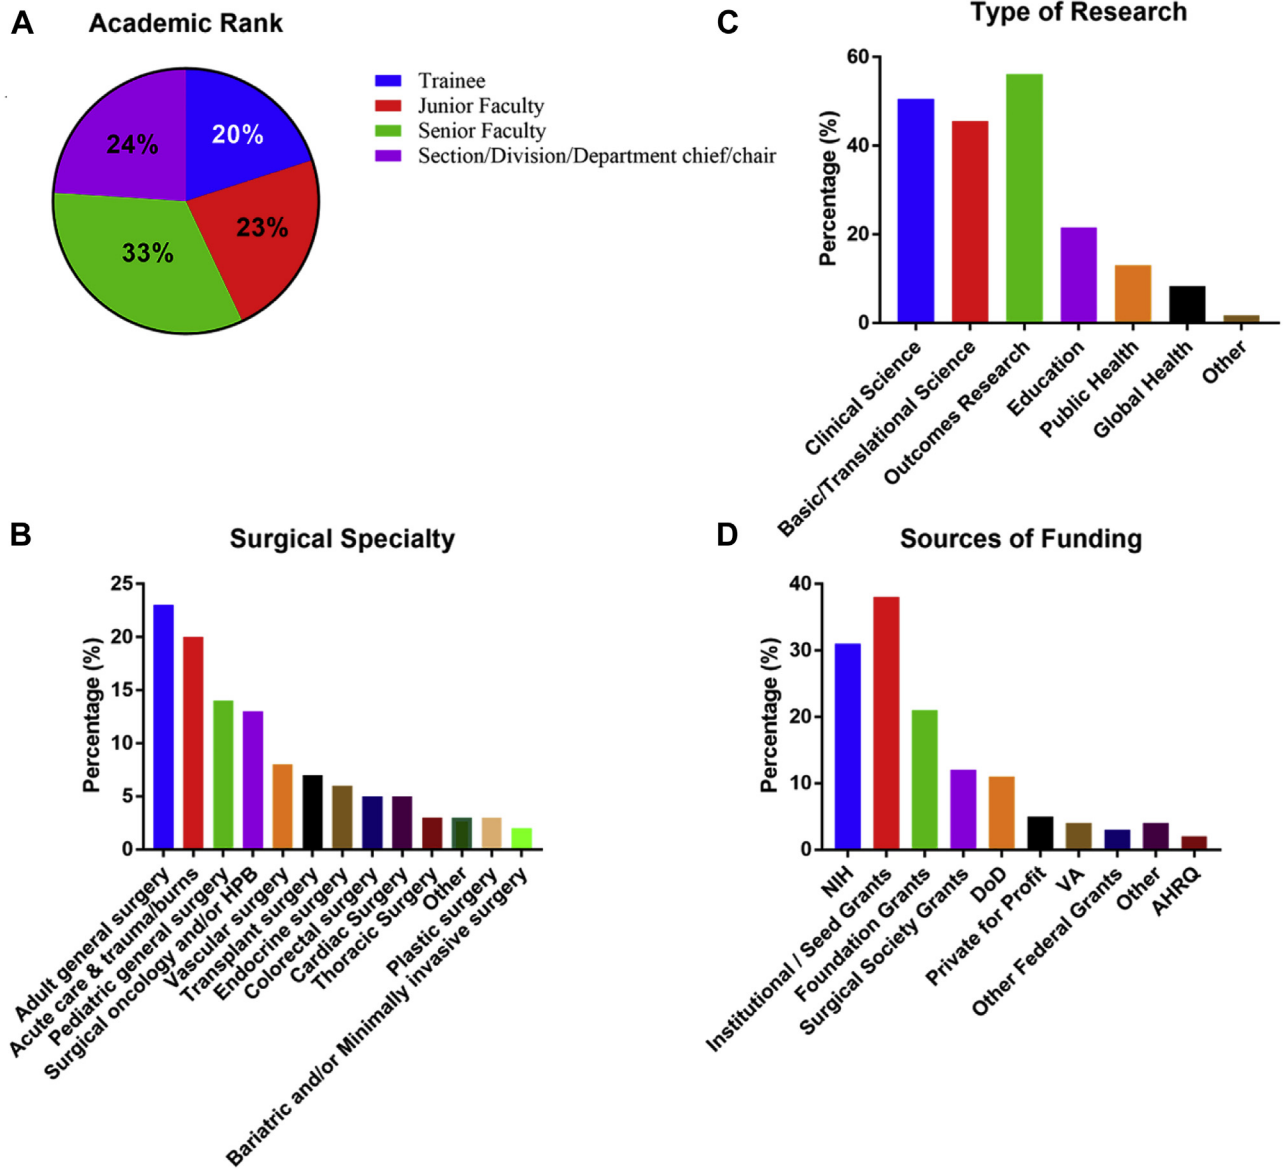 A
Academic Rank
24%
20%
23%
33%
Trainee
Junior Faculty
Senior Faculty
Section/Division/Department chief/chair
C
Type of Research
Percentage (%)
60
40
20
0
Clinical Science
Basic/Translational Science
Outcomes Research
Education
Public Health
Global Health
Other
B
Surgical Specialty
Percentage (%)
25
20
15
10
5
0
Adult general surgery
Acute care & trauma/burns
Pediatric general surgery
Surgical oncology and/or HPB
Vascular surgery
Transplant surgery
Endocrine surgery
Colorectal surgery
Cardiac Surgery
Thoracic Surgery
Other
Plastic surgery
Bariatric and/or Minimally invasive surgery
D
Sources of Funding
Percentage (%)
40
30
20
10
0
NIH
Institutional / Seed Grants
Foundation Grants
Surgical Society Grants
DoD
Private for Profit
VA
Other Federal Grants
Other
AHRQ